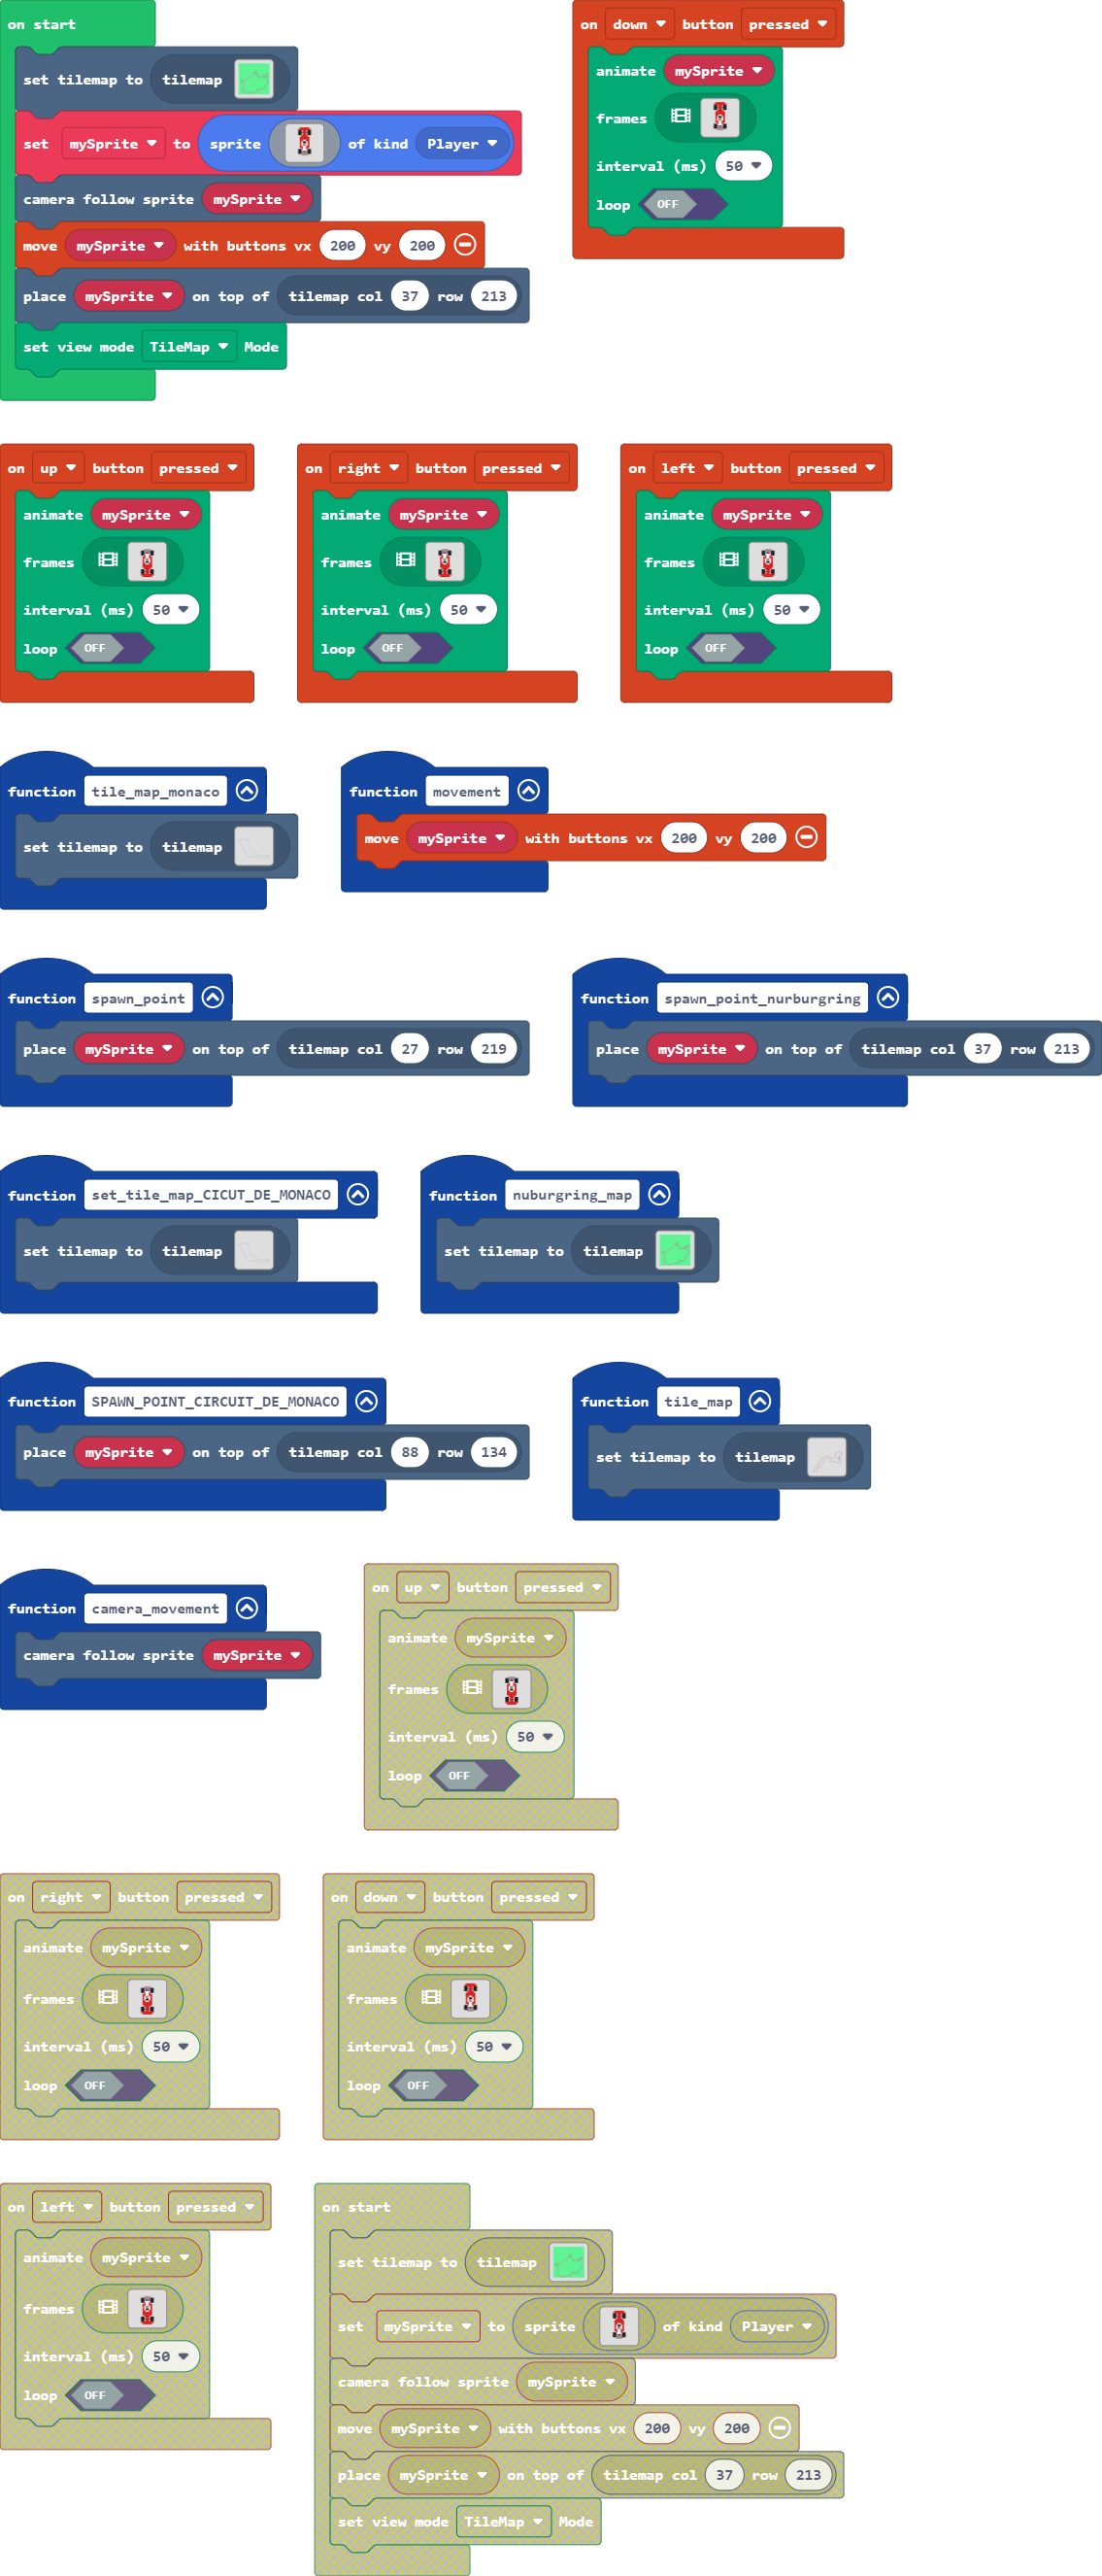 on start
set tilemap to tilemap
set mySprite to sprite of kind Player
camera follow sprite mySprite
move mySprite with buttons vx 200 vy 200
place mySprite on top of tilemap col 37 row 213
set view mode TileMap Mode
on down button pressed
animate mySprite
frames
interval (ms) 50
loop OFF
on up button pressed
animate mySprite
frames
interval (ms) 50
loop OFF
on right button pressed
animate mySprite
frames
interval (ms) 50
loop OFF
on left button pressed
animate mySprite
frames
interval (ms) 50
loop OFF
function tile_map_monaco
set tilemap to tilemap
function movement
move mySprite with buttons vx 200 vy 200
function spawn_point
place mySprite on top of tilemap col 27 row 219
function spawn_point_nurburgring
place mySprite on top of tilemap col 37 row 213
function set_tile_map_CICUT_DE_MONACO
set tilemap to tilemap
function nuburgring_map
set tilemap to tilemap
function SPAWN_POINT_CIRCUIT_DE_MONACO
place mySprite on top of tilemap col 88 row 134
function tile_map
set tilemap to tilemap
function camera_movement
camera follow sprite mySprite
on up button pressed
animate mySprite
frames
interval (ms) 50
loop OFF
on right button pressed
animate mySprite
frames
interval (ms) 50
loop OFF
on down button pressed
animate mySprite
frames
interval (ms) 50
loop OFF
on left button pressed
animate mySprite
frames
interval (ms) 50
loop OFF
on start
set tilemap to tilemap
set mySprite to sprite of kind Player
camera follow sprite mySprite
move mySprite with buttons vx 200 vy 200
place mySprite on top of tilemap col 37 row 213
set view mode TileMap Mode